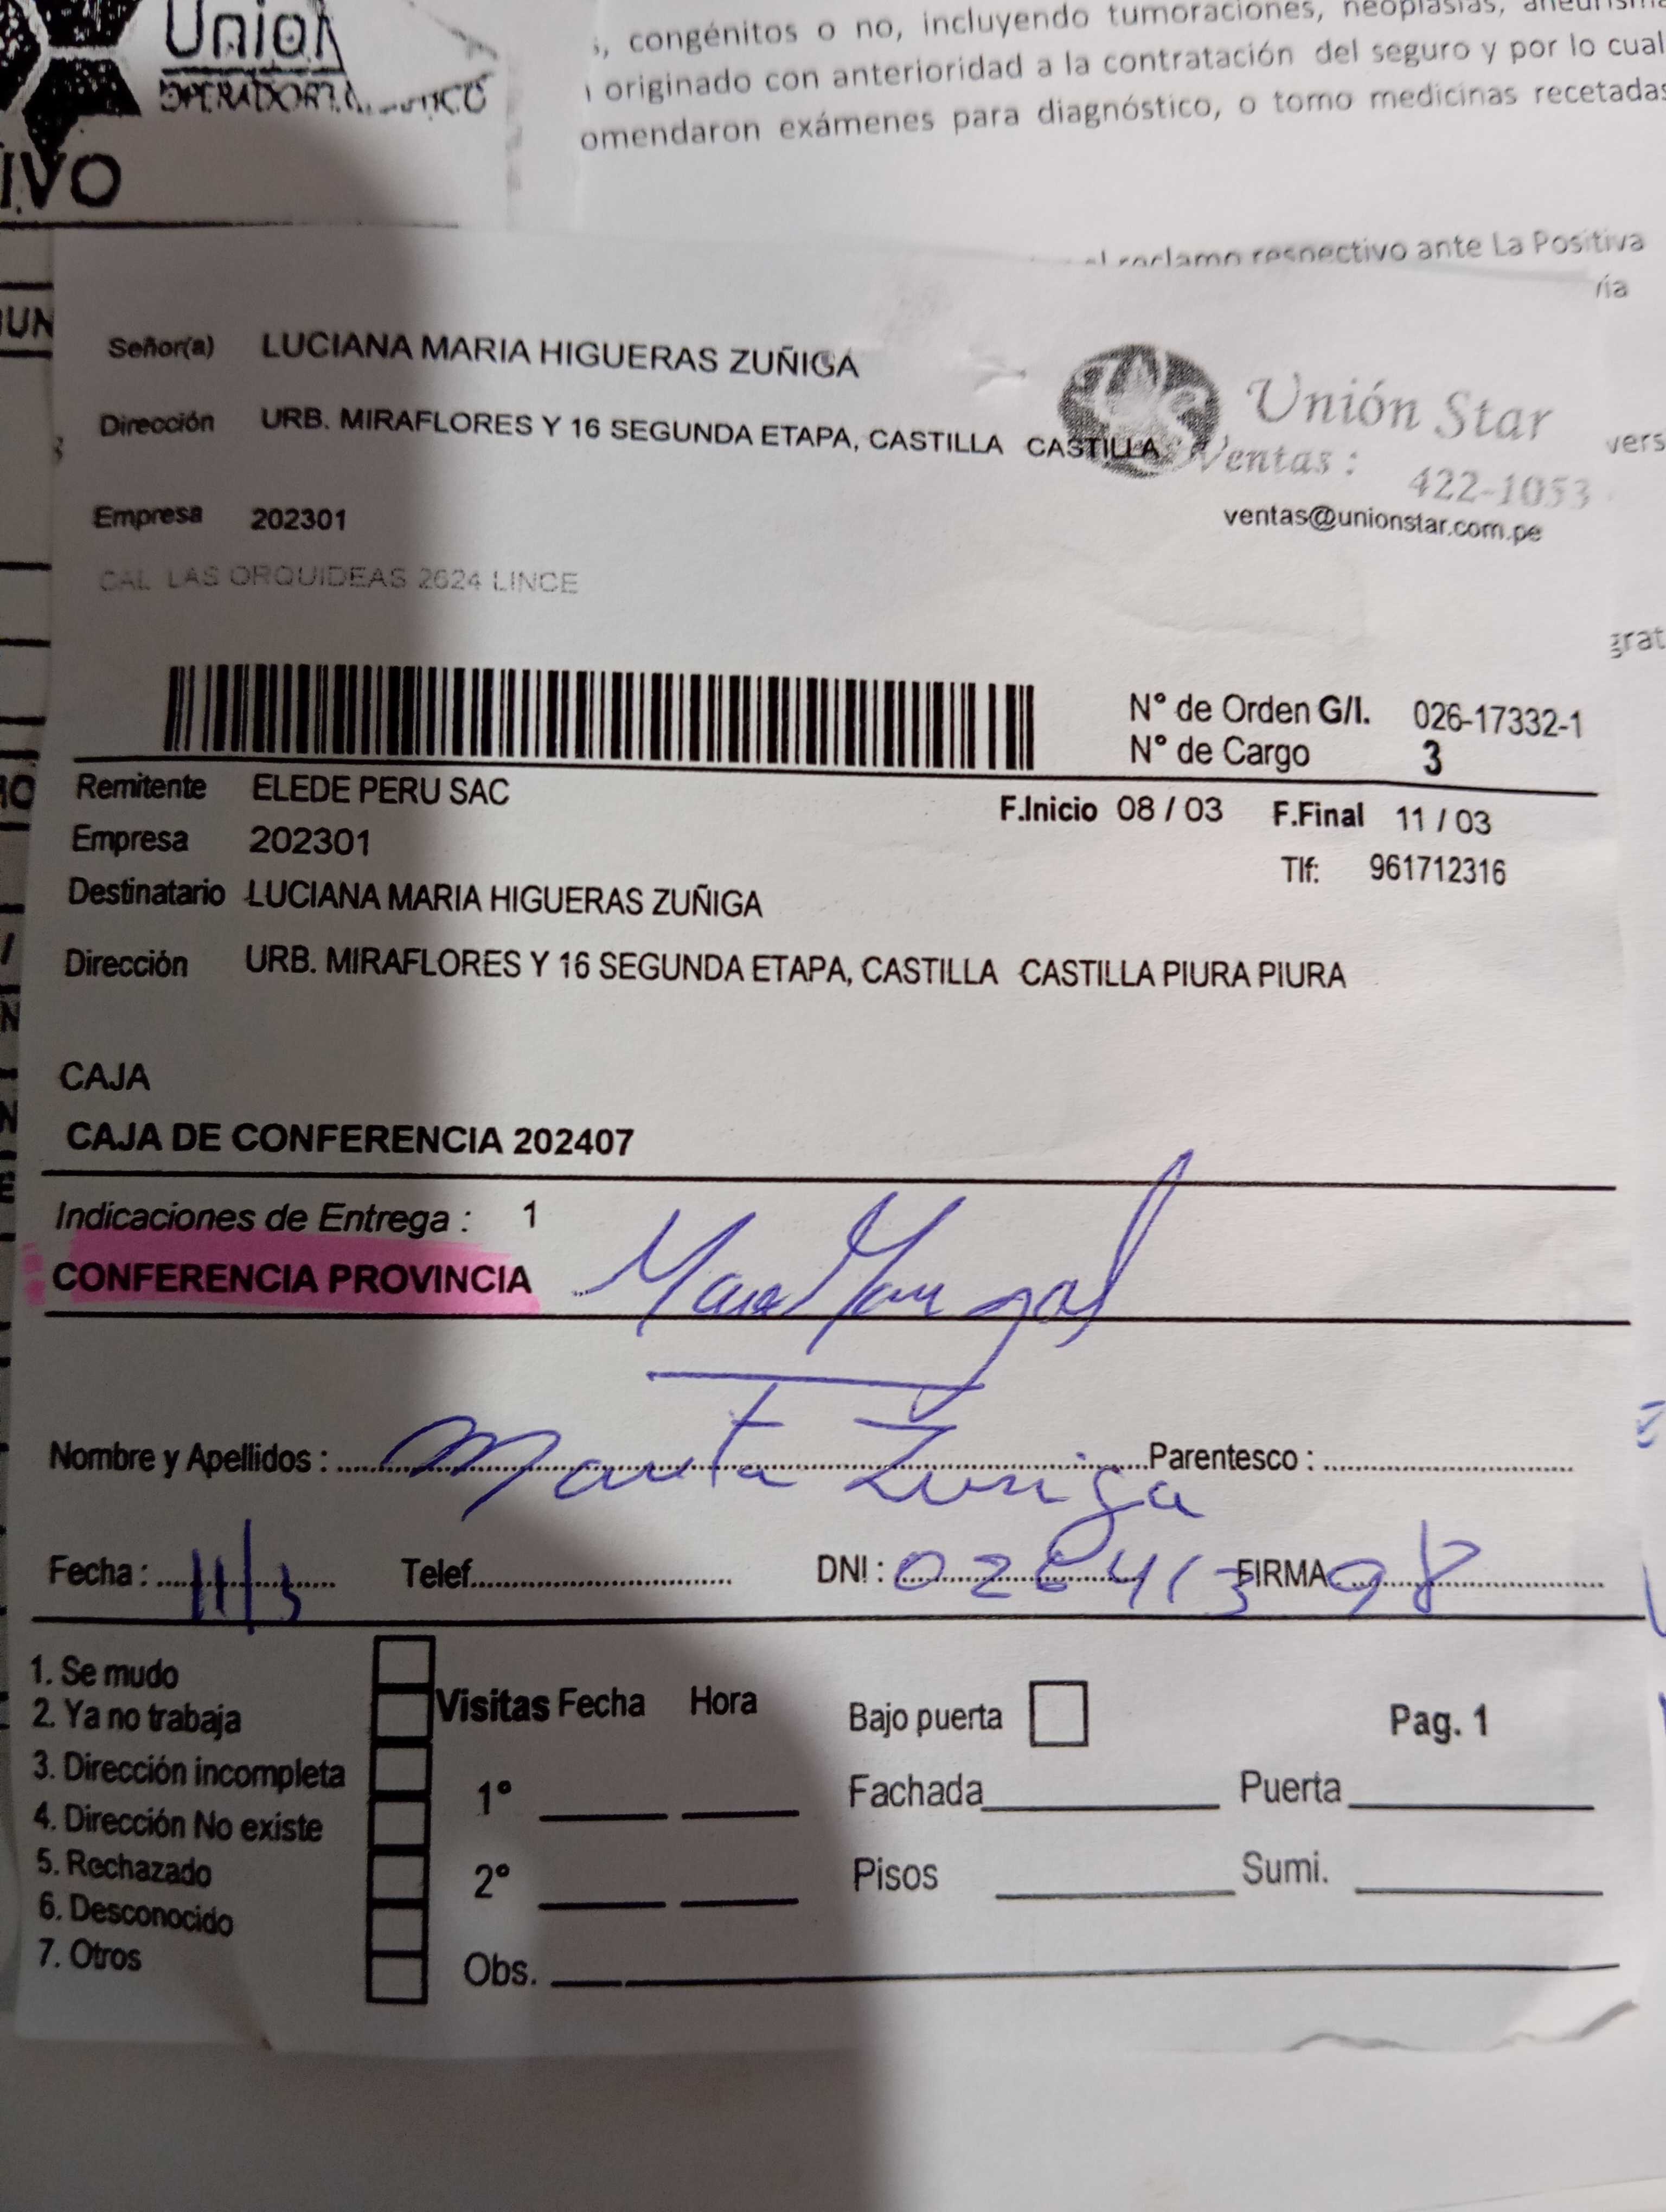 Unión
IVO
congénitos o no, incluyendo tumoraciones, neoplasias,
originado con anterioridad a la contratación del seguro y por lo cual
omendaron exámenes para diagnóstico, o tomo medicinas recetadas
respectivo ante La Positiva
Señor(a) LUCIANA MARIA HIGUERAS ZUÑIGA
Dirección URB. MIRAFLORES Y 16 SEGUNDA ETAPA, CASTILLA CASTILLA
Unión Star
Ventas : 422-1053
ventas@unionstar.com.pe
Empresa 202301
CAL LAS ORQUIDEAS 2624 LINCE
Nº de Orden G/I. 026-17332-1
Nº de Cargo 3
Remitente ELEDE PERU SAC
F.Inicio 08 / 03 F.Final 11 / 03
Empresa 202301
Tlf: 961712316
Destinatario LUCIANA MARIA HIGUERAS ZUÑIGA
Dirección URB. MIRAFLORES Y 16 SEGUNDA ETAPA, CASTILLA CASTILLA PIURA PIURA
CAJA
CAJA DE CONFERENCIA 202407
Indicaciones de Entrega : 1
CONFERENCIA PROVINCIA
Nombre y Apellidos : Marita Zuniga Parentesco :
Fecha : 11/3 Telef. DNI : 02641398 FIRMA
1. Se mudo
2. Ya no trabaja
3. Dirección incompleta
4. Dirección No existe
5. Rechazado
6. Desconocido
7. Otros
Visitas Fecha Hora
1º
2º
Obs.
Bajo puerta
Pag. 1
Fachada Puerta
Pisos Sumi.